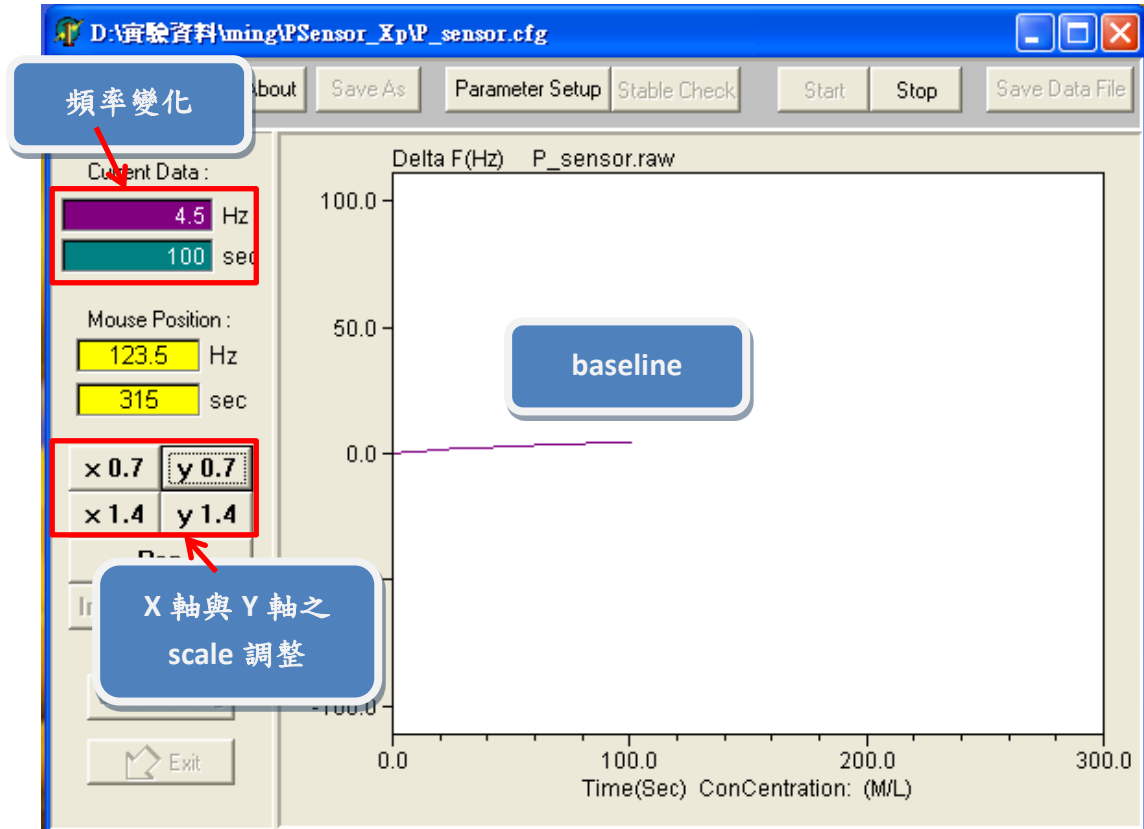 D:\實驗資料\ming\PSensor_Xp\P_sensor.cfg
頻率變化
Save As
Parameter Setup
Stable Check
Start
Stop
Save Data File
Current Data :
4.5 Hz
100 sec
Mouse Position :
123.5 Hz
315 sec
x 0.7
y 0.7
x 1.4
y 1.4
X 軸與 Y 軸之
scale 調整
Exit
Delta F(Hz) P_sensor.raw
100.0
50.0
baseline
0.0
-100.0
0.0
100.0
200.0
300.0
Time(Sec) ConCentration: (M/L)